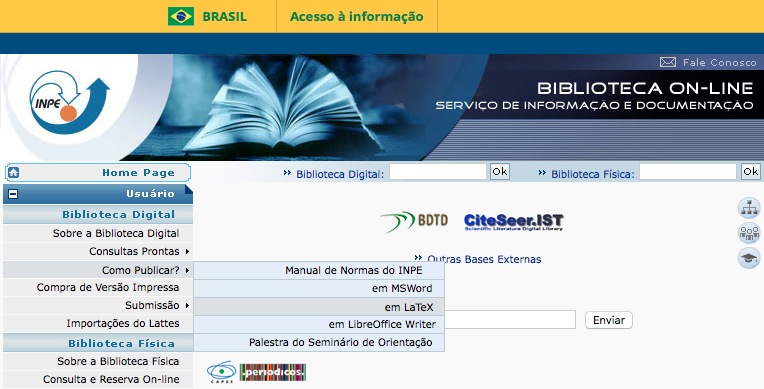 BRASIL
Acesso à informação
Fale Conosco
INPE
BIBLIOTECA ON-LINE
SERVIÇO DE INFORMAÇÃO E DOCUMENTAÇÃO
Home Page
Biblioteca Digital: Ok
Biblioteca Física: Ok
Usuário
Biblioteca Digital
Sobre a Biblioteca Digital
Consultas Prontas
Como Publicar?
Compra de Versão Impressa
Submissão
Importações do Lattes
Biblioteca Física
Sobre a Biblioteca Física
Consulta e Reserva On-line
BDTD
CiteSeer.IST
Scientific Literature Digital Library
Outras Bases Externas
Manual de Normas do INPE
em MSWord
em LaTeX
em LibreOffice Writer
Palestra do Seminário de Orientação
Enviar
CAPES
.periodicos.